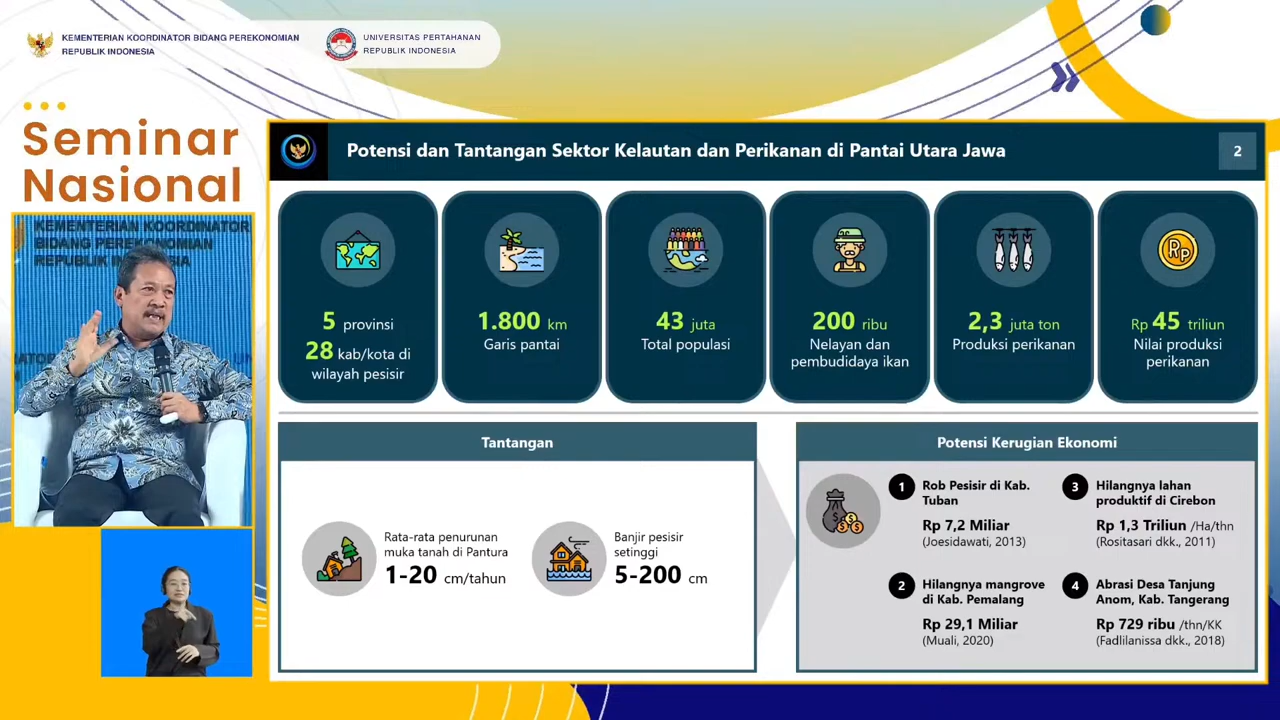 KEMENTERIAN KOORDINATOR BIDANG PEREKONOMIAN
REPUBLIK INDONESIA
UNIVERSITAS PERTAHANAN
REPUBLIK INDONESIA
Seminar
Nasional
KEMENTERIAN KOORDINATOR
BIDANG PEREKONOMIAN
REPUBLIK INDONESIA
Potensi dan Tantangan Sektor Kelautan dan Perikanan di Pantai Utara Jawa
2
5 provinsi
28 kab/kota di
wilayah pesisir
1.800 km
Garis pantai
43 juta
Total populasi
200 ribu
Nelayan dan
pembudidaya ikan
2,3 juta ton
Produksi perikanan
Rp
Rp 45 triliun
Nilai produksi
perikanan
Tantangan
Rata-rata penurunan
muka tanah di Pantura
1-20 cm/tahun
Banjir pesisir
setinggi
5-200 cm
Potensi Kerugian Ekonomi
1
Rob Pesisir di Kab.
Tuban
Rp 7,2 Miliar
(Joesidawati, 2013)
2
Hilangnya mangrove
di Kab. Pemalang
Rp 29,1 Miliar
(Muali, 2020)
3
Hilangnya lahan
produktif di Cirebon
Rp 1,3 Triliun /Ha/thn
(Rositasari dkk., 2011)
4
Abrasi Desa Tanjung
Anom, Kab. Tangerang
Rp 729 ribu /thn/KK
(Fadlilanissa dkk., 2018)